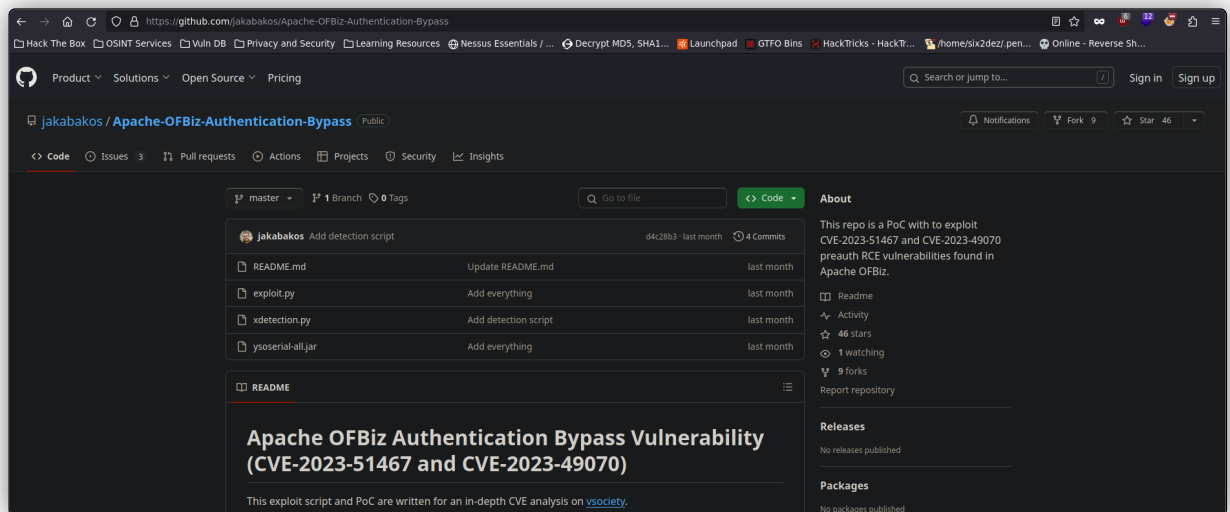 https://github.com/jakabakos/Apache-OFBiz-Authentication-Bypass
6 12
Hack The Box OSINT Services Vuln DB Privacy and Security Learning Resources Nessus Essentials / ... Decrypt MD5, SHA1... Launchpad GTFO Bins HackTricks - HackTr... /home/six2dez/.pen... Online - Reverse Sh...
Product Solutions Open Source Pricing Search or jump to... / Sign in Sign up
jakabakos / Apache-OFBiz-Authentication-Bypass Public Notifications Fork 9 Star 46
Code Issues 3 Pull requests Actions Projects Security Insights
master 1 Branch 0 Tags Go to file Code
jakabakos Add detection script d4c28b3 · last month 4 Commits
README.md Update README.md last month
exploit.py Add everything last month
xdetection.py Add detection script last month
ysoserial-all.jar Add everything last month
README
Apache OFBiz Authentication Bypass Vulnerability
(CVE-2023-51467 and CVE-2023-49070)
This exploit script and PoC are written for an in-depth CVE analysis on vsociety.
About
This repo is a PoC with to exploit
CVE-2023-51467 and CVE-2023-49070
preauth RCE vulnerabilities found in
Apache OFBiz.
Readme
Activity
46 stars
1 watching
9 forks
Report repository
Releases
No releases published
Packages
No packages published